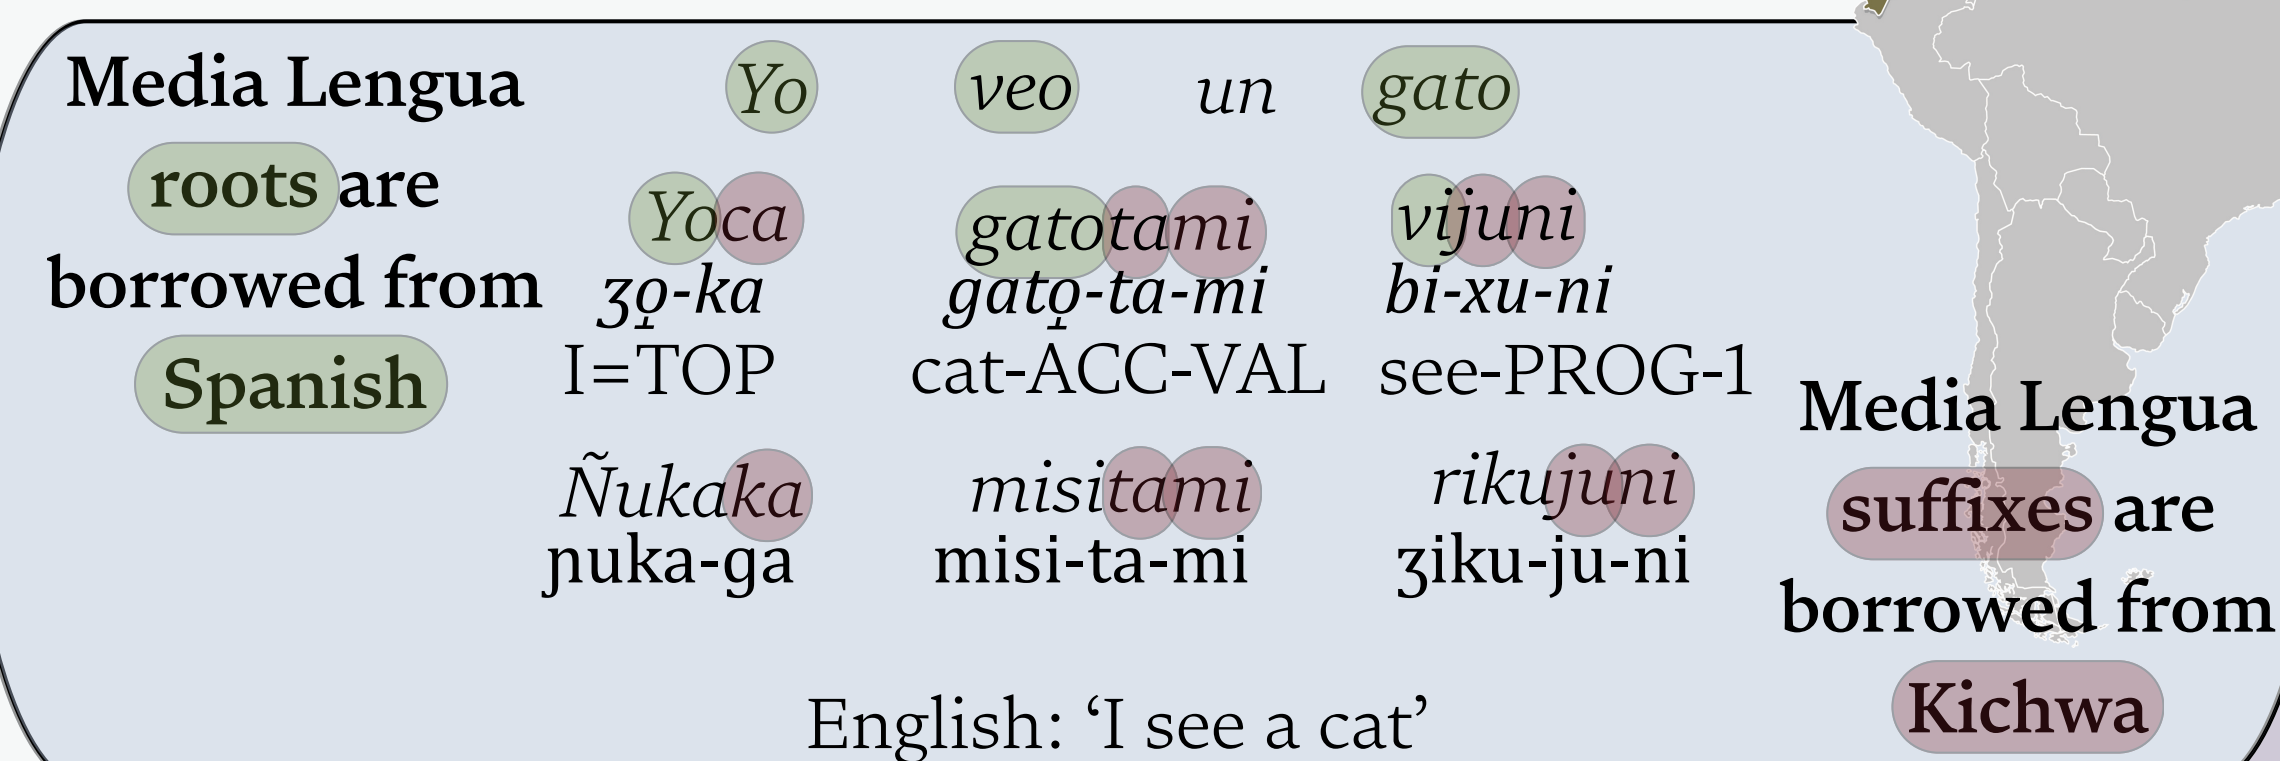 Media Lengua
roots are
borrowed from
Spanish
Yo veo un gato
Yoca gatotami vijuni
ʒo̱-ka gato̱-ta-mi bi-xu-ni
I=TOP cat-ACC-VAL see-PROG-1
Ñukaka misitami rikujuni
ɲuka-ga misi-ta-mi ʒiku-ju-ni
English: ‘I see a cat’
Media Lengua
suffixes are
borrowed from
Kichwa